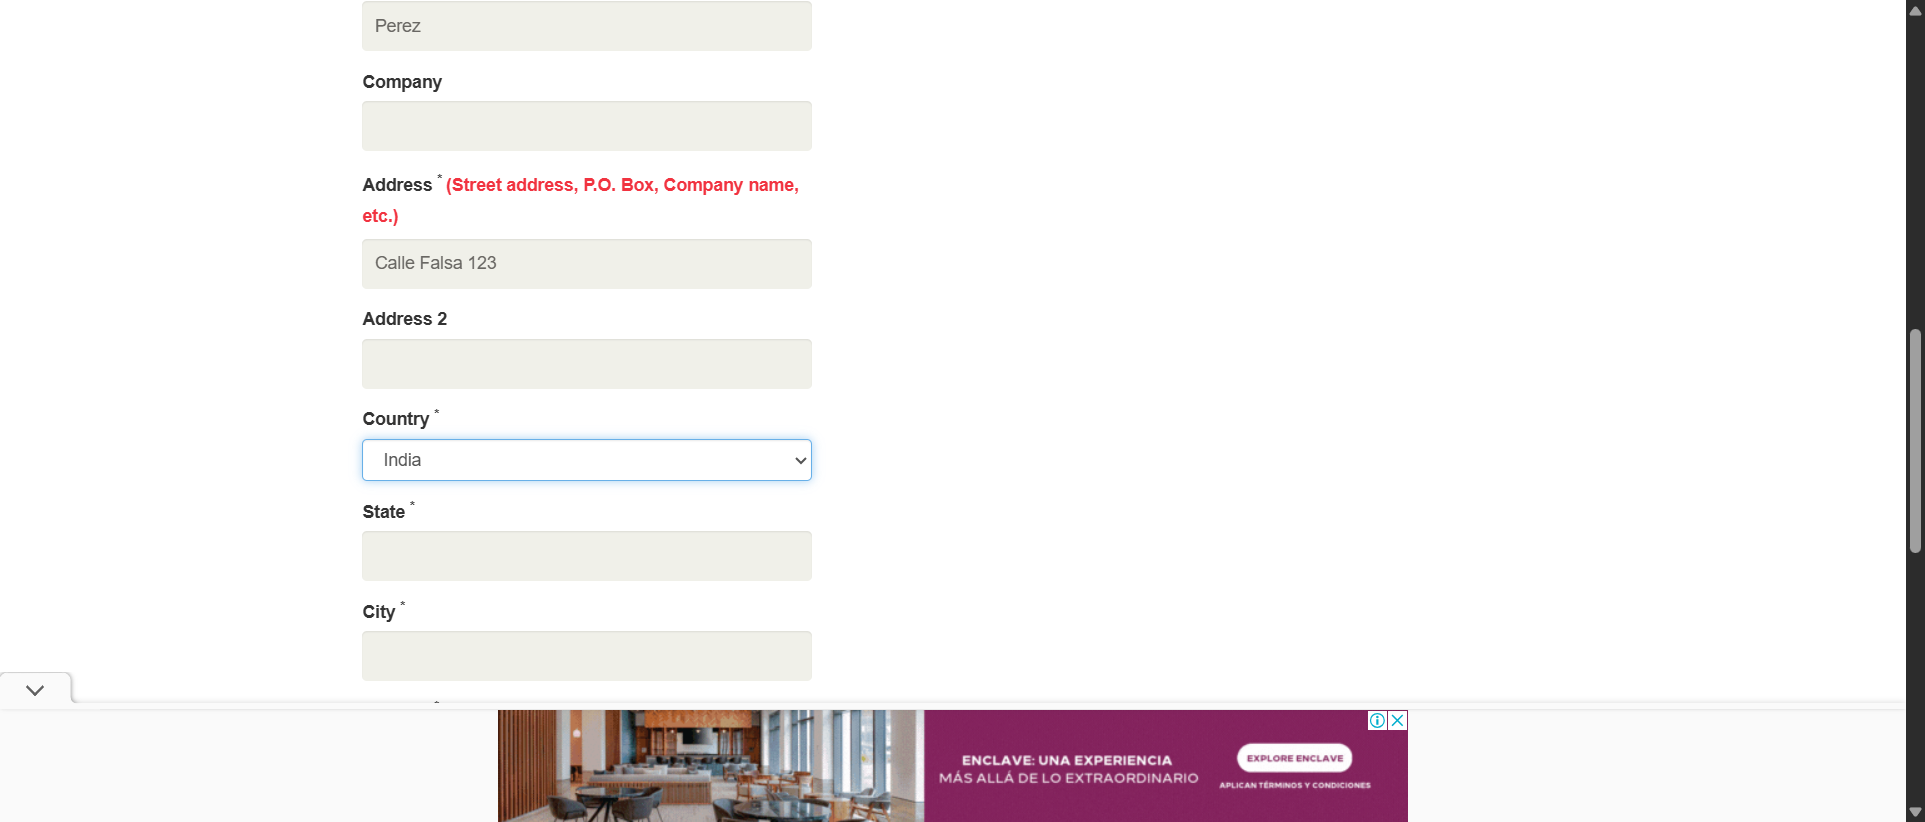 Perez
Company
Address * (Street address, P.O. Box, Company name,
etc.)
Calle Falsa 123
Address 2
Country *
India
State *
City *
*
ENCLAVE: UNA EXPERIENCIA
MÁS ALLÁ DE LO EXTRAORDINARIO
EXPLORE ENCLAVE
APLICAN TÉRMINOS Y CONDICIONES